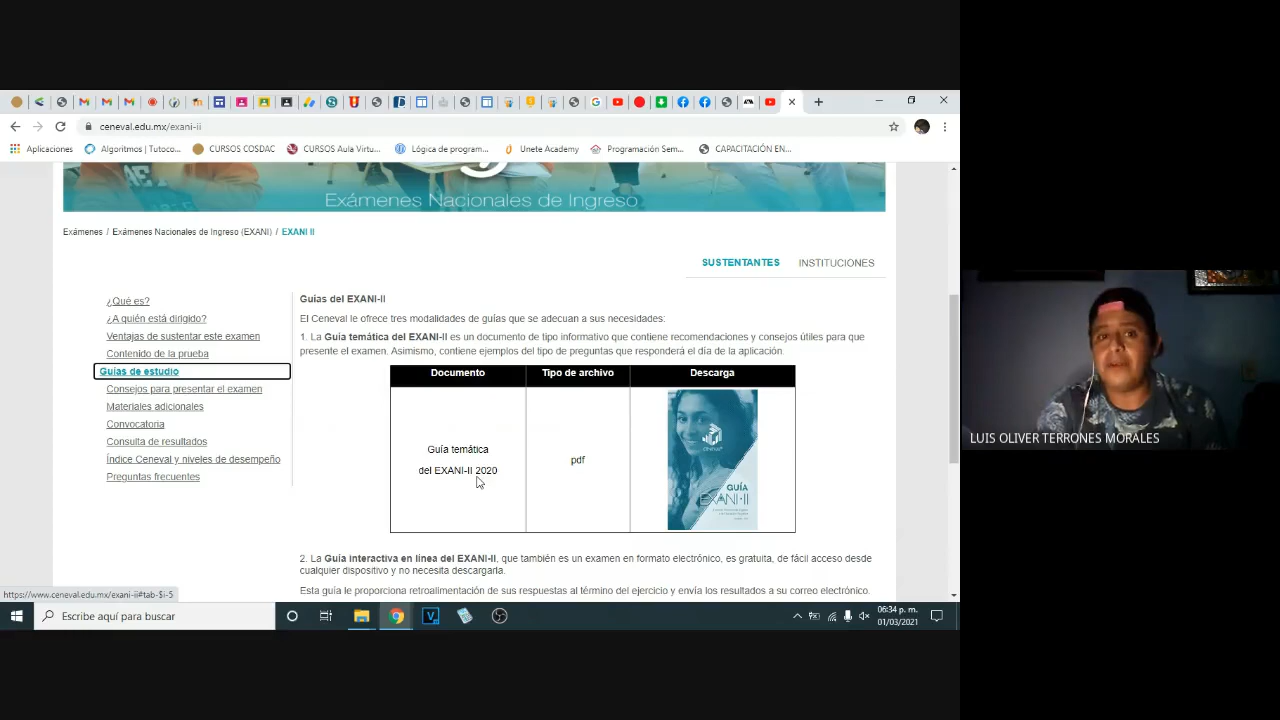 ceneval.edu.mx/exani-ii
Aplicaciones
Algoritmos | Tutoco...
CURSOS COSDAC
CURSOS Aula Virtu...
Lógica de program...
Unete Academy
Programación Sem...
CAPACITACIÓN EN...
Exámenes Nacionales de Ingreso
Exámenes / Exámenes Nacionales de Ingreso (EXANI) / EXANI II
SUSTENTANTES
INSTITUCIONES
¿Qué es?
¿A quién está dirigido?
Ventajas de sustentar este examen
Contenido de la prueba
Guías de estudio
Consejos para presentar el examen
Materiales adicionales
Convocatoria
Consulta de resultados
Índice Ceneval y niveles de desempeño
Preguntas frecuentes
Guías del EXANI-II
El Ceneval le ofrece tres modalidades de guías que se adecuan a sus necesidades:
1. La Guía temática del EXANI-II es un documento de tipo informativo que contiene recomendaciones y consejos útiles para que
presente el examen. Asimismo, contiene ejemplos del tipo de preguntas que responderá el día de la aplicación.
Documento
Tipo de archivo
Descarga
Guía temática
del EXANI-II 2020
pdf
GUÍA
EXANI-II
2. La Guía interactiva en línea del EXANI-II, que también es un examen en formato electrónico, es gratuita, de fácil acceso desde
cualquier dispositivo y no necesita descargarla.
Esta guía le proporciona retroalimentación de sus respuestas al término del ejercicio y envía los resultados a su correo electrónico.
https://www.ceneval.edu.mx/exani-ii#tab-$i-5
Escribe aquí para buscar
06:34 p. m.
01/03/2021
LUIS OLIVER TERRONES MORALES